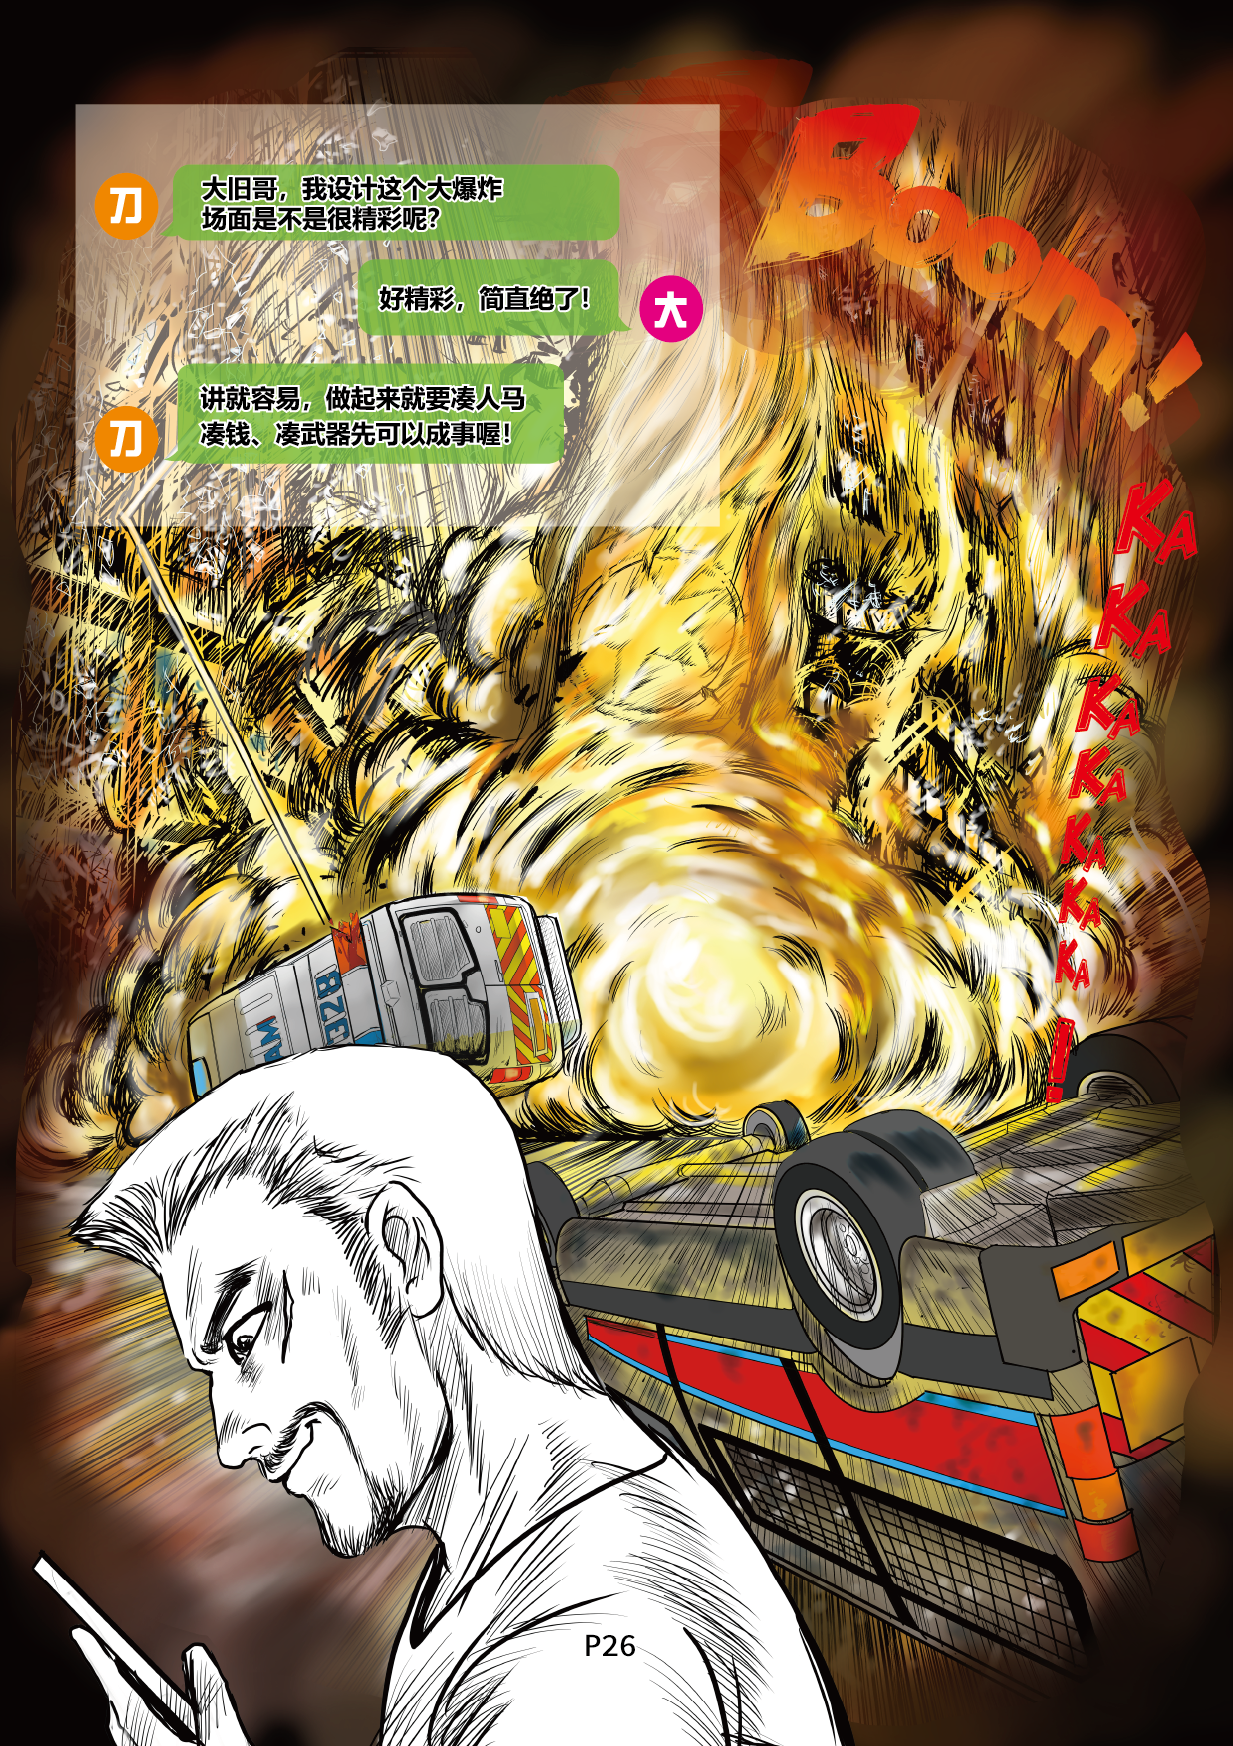 刀
大旧哥，我设计这个大爆炸
场面是不是很精彩呢？
好精彩，简直绝了！
大
刀
讲就容易，做起来就要凑人马
凑钱、凑武器先可以成事喔！
Boom!
KA
KA
KA
KA
KA
KA
KA
!
AM
328
P26